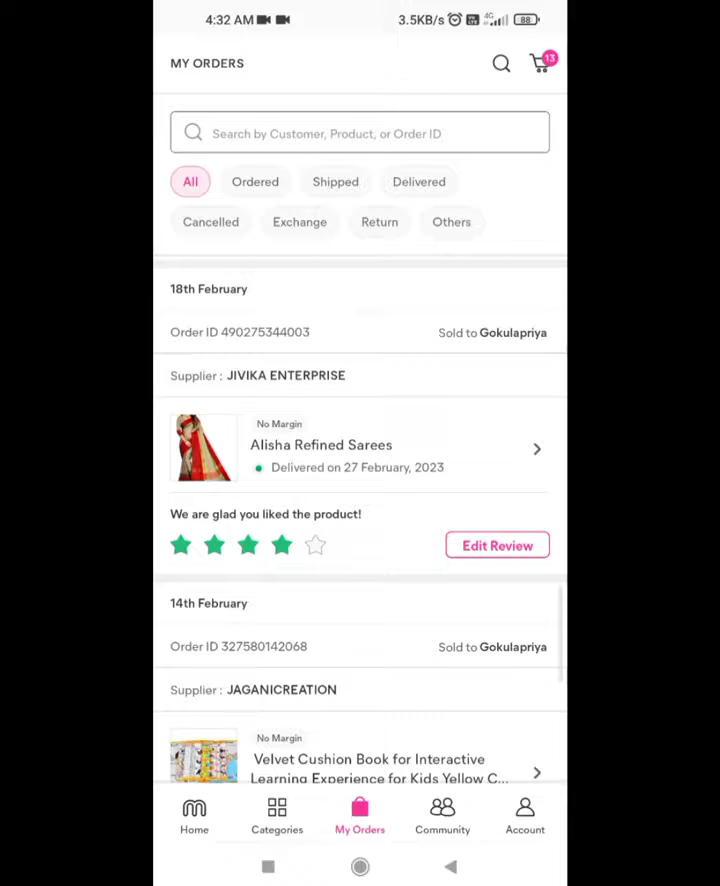 4:32 AM
3.5KB/s 4G 88
MY ORDERS
13
Search by Customer, Product, or Order ID
All Ordered Shipped Delivered
Cancelled Exchange Return Others
18th February
Order ID 490275344003 Sold to Gokulapriya
Supplier : JIVIKA ENTERPRISE
No Margin
Alisha Refined Sarees
Delivered on 27 February, 2023
We are glad you liked the product!
Edit Review
14th February
Order ID 327580142068 Sold to Gokulapriya
Supplier : JAGANICREATION
No Margin
Velvet Cushion Book for Interactive
Learning Experience for Kids Yellow C...
Home Categories My Orders Community Account